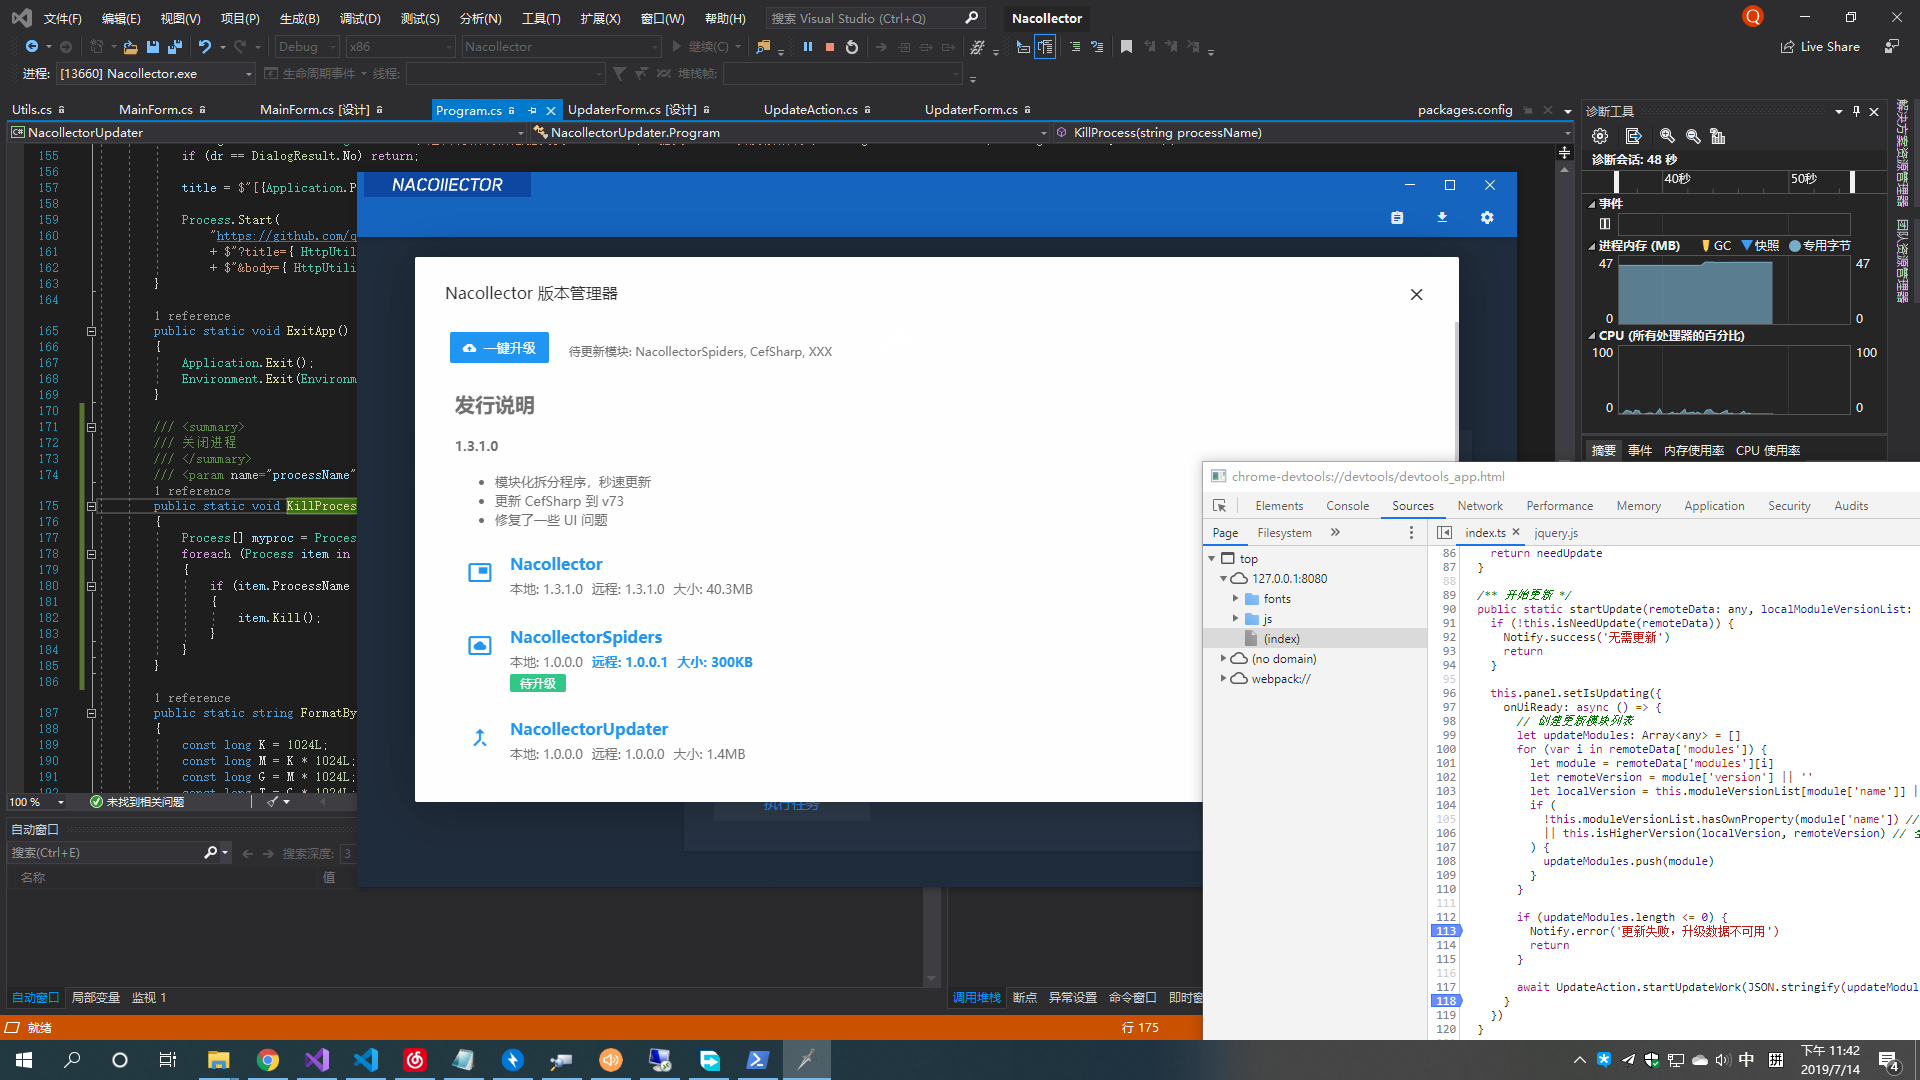 文件(F) 编辑(E) 视图(V) 项目(P) 生成(B) 调试(D) 测试(S) 分析(N) 工具(T) 扩展(X) 窗口(W) 帮助(H) 搜索 Visual Studio (Ctrl+Q) Nacollector Q
Debug x86 Nacollector 继续(C) Live Share
进程: [13660] Nacollector.exe 生命周期事件 线程: 堆栈帧:
Utils.cs MainForm.cs MainForm.cs [设计] Program.cs UpdaterForm.cs [设计] UpdateAction.cs UpdaterForm.cs packages.config
NacollectorUpdater NacollectorUpdater.Program KillProcess(string processName)
155 if (dr == DialogResult.No) return;
156
157 title = $"[{Application.P
158
159 Process.Start(
160 "https://github.com/q
161 + $"?title={ HttpUtil
162 + $"&body={ HttpUtili
163 }
164
1 reference
165 public static void ExitApp()
166 {
167 Application.Exit();
168 Environment.Exit(Environm
169 }
170
171 /// <summary>
172 /// 关闭进程
173 /// </summary>
174 /// <param name="processName"
1 reference
175 public static void KillProces
176 {
177 Process[] myproc = Proces
178 foreach (Process item in
179 {
180 if (item.ProcessName
181 {
182 item.Kill();
183 }
184 }
185 }
186
1 reference
187 public static string FormatBy
188 {
189 const long K = 1024L;
190 const long M = K * 1024L;
191 const long G = M * 1024L;
192 const long T = G * 1024L;
100 % 未找到相关问题
自动窗口
搜索(Ctrl+E) 搜索深度: 3
名称 值
自动窗口 局部变量 监视 1
调用堆栈 断点 异常设置 命令窗口 即时窗
就绪 行 175
NACOllECTOR
Nacollector 版本管理器
一键升级 待更新模块: NacollectorSpiders, CefSharp, XXX
发行说明
1.3.1.0
模块化拆分程序，秒速更新
更新 CefSharp 到 v73
修复了一些 UI 问题
Nacollector
本地: 1.3.1.0 远程: 1.3.1.0 大小: 40.3MB
NacollectorSpiders
本地: 1.0.0.0 远程: 1.0.0.1 大小: 300KB
待升级
NacollectorUpdater
本地: 1.0.0.0 远程: 1.0.0.0 大小: 1.4MB
执行任务
诊断工具
诊断会话: 48 秒
40秒 50秒
事件
进程内存 (MB) GC 快照 专用字节
47 47
0 0
CPU (所有处理器的百分比)
100 100
0 0
摘要 事件 内存使用率 CPU 使用率
解决方案资源管理器
团队资源管理器
chrome-devtools://devtools/devtools_app.html
Elements Console Sources Network Performance Memory Application Security Audits
Page Filesystem » index.ts jquery.js
top
127.0.0.1:8080
fonts
js
(index)
(no domain)
webpack://
86 return needUpdate
87 }
88
89 /** 开始更新 */
90 public static startUpdate(remoteData: any, localModuleVersionList:
91 if (!this.isNeedUpdate(remoteData)) {
92 Notify.success('无需更新')
93 return
94 }
95
96 this.panel.setIsUpdating({
97 onUiReady: async () => {
98 // 创建更新模块列表
99 let updateModules: Array<any> = []
100 for (var i in remoteData['modules']) {
101 let module = remoteData['modules'][i]
102 let remoteVersion = module['version'] || ''
103 let localVersion = this.moduleVersionList[module['name']] |
104 if (
105 !this.moduleVersionList.hasOwnProperty(module['name']) //
106 || this.isHigherVersion(localVersion, remoteVersion) //
107 ) {
108 updateModules.push(module)
109 }
110 }
111
112 if (updateModules.length <= 0) {
113 Notify.error('更新失败，升级数据不可用')
114 return
115 }
116
117 await UpdateAction.startUpdateWork(JSON.stringify(updateModul
118 }
119 })
120 }
中 拼 下午 11:42
2019/7/14 4